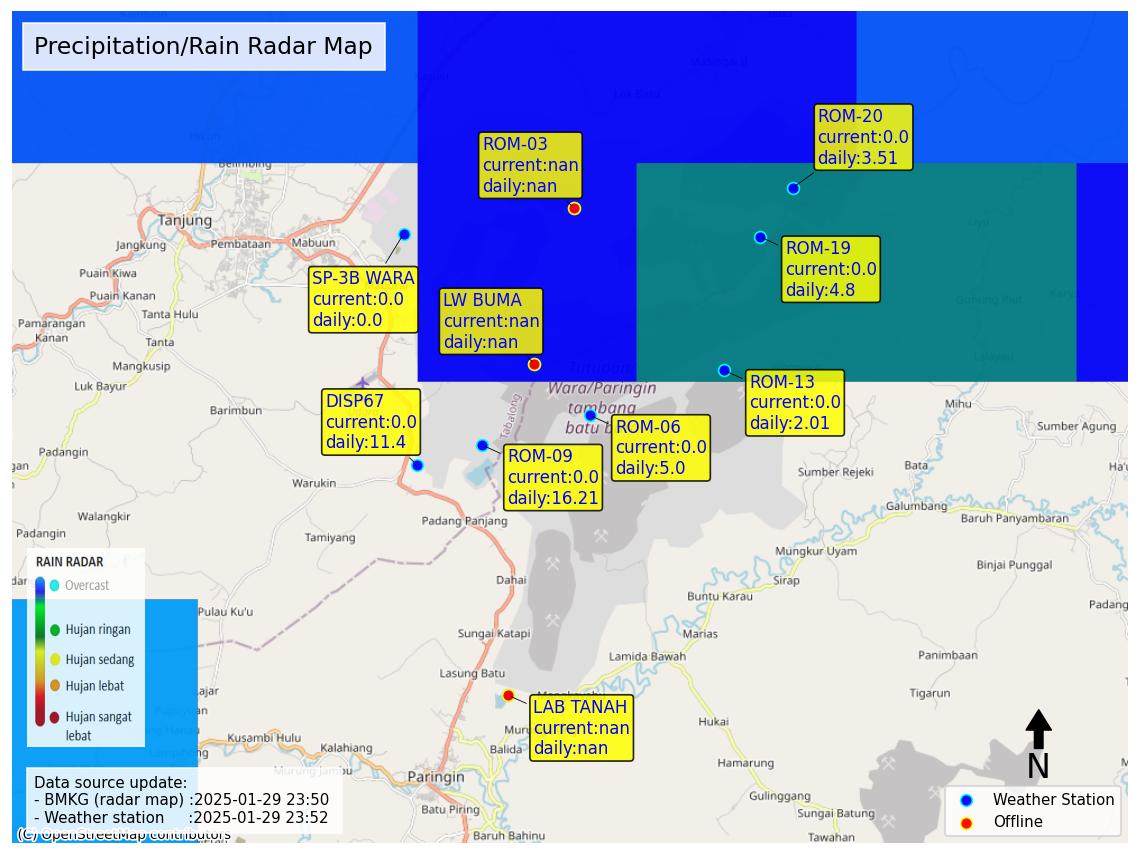 Precipitation/Rain Radar Map
Masingkai
Luk Batu
Belimbing
ROM-20
current:0.0
daily:3.51
ROM-03
current:nan
daily:nan
Tanjung
Jangkung
Pembataan
Mabuun
ROM-19
current:0.0
daily:4.8
Puain Kiwa
Puain Kanan
Tanta Hulu
SP-3B WARA
current:0.0
daily:0.0
LW BUMA
current:nan
daily:nan
Pamarangan
Kanan
Tanta
Mangkusip
Luk Bayur
Barimbun
Tutupan
Wara/Paringin
tambang
Tabalong
ROM-13
current:0.0
daily:2.01
Mihu
Sumber Agung
DISP67
current:0.0
daily:11.4
ROM-06
current:0.0
daily:5.0
ROM-09
current:0.0
daily:16.21
Padangin
Warukin
Sumber Rejeki
Bata
Galumbang
Baruh Panyambaran
Walangkir
Padangin
Padang Panjang
Tamiyang
Mungkur Uyam
Binjai Punggal
Sirap
Dahai
Buntu Karau
Pulau Ku'u
Sungai Katapi
Marias
Lamida Bawah
Panimbaan
Lasung Batu
Tigarun
RAIN RADAR
Overcast
Hujan ringan
Hujan sedang
Hujan lebat
Hujan sangat
lebat
LAB TANAH
current:nan
daily:nan
Hukai
Kusambi Hulu
Kalahiang
Murung Jambu
Balida
Hamarung
Paringin
Gulinggang
Batu Piring
Sungai Batung
Baruh Bahinu
Tawahan
Data source update:
- BMKG (radar map) :2025-01-29 23:50
- Weather station :2025-01-29 23:52
(C) OpenStreetMap contributors
N
Weather Station
Offline